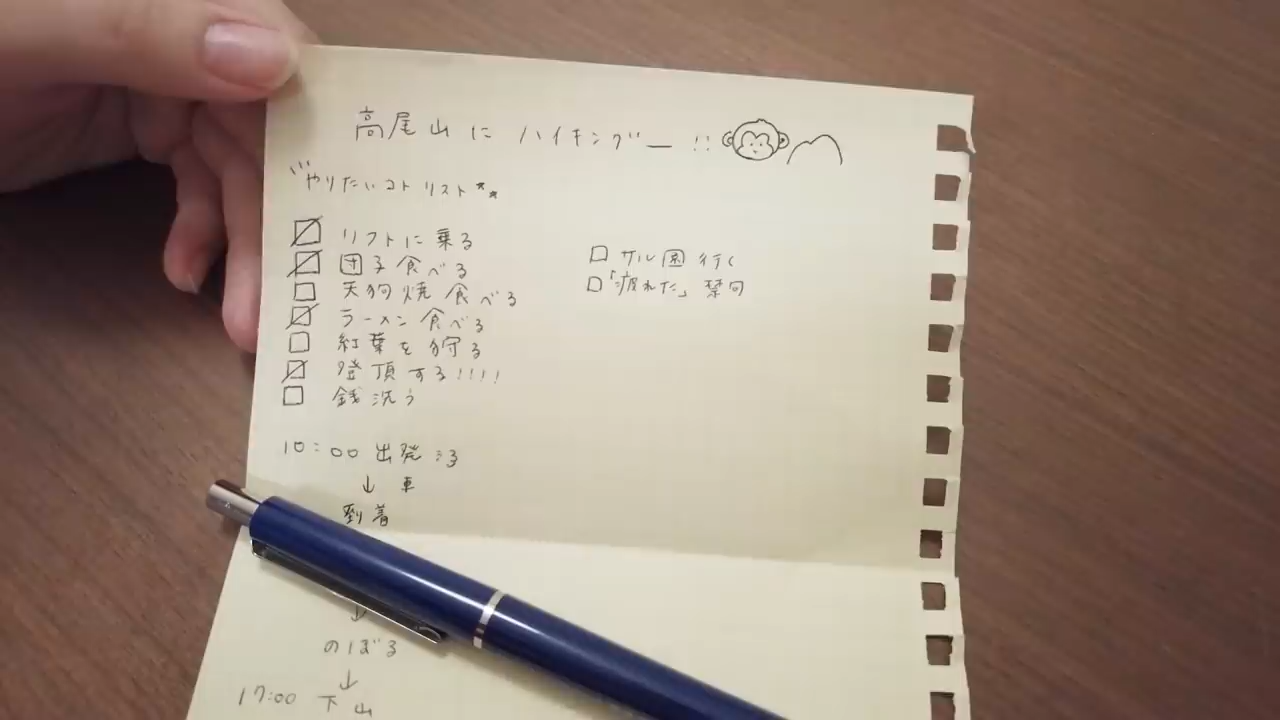 高尾山に ハイキングー !!
やりたいコト リスト
リフトに乗る
団子食べる
天狗焼 食べる
ラーメン食べる
紅葉を狩る
登頂する!!!!
銭洗う
サル園 行く
「疲れた」禁句
10:00 出発する
↓ 車
到着
↓
のぼる
↓
17:00 下山